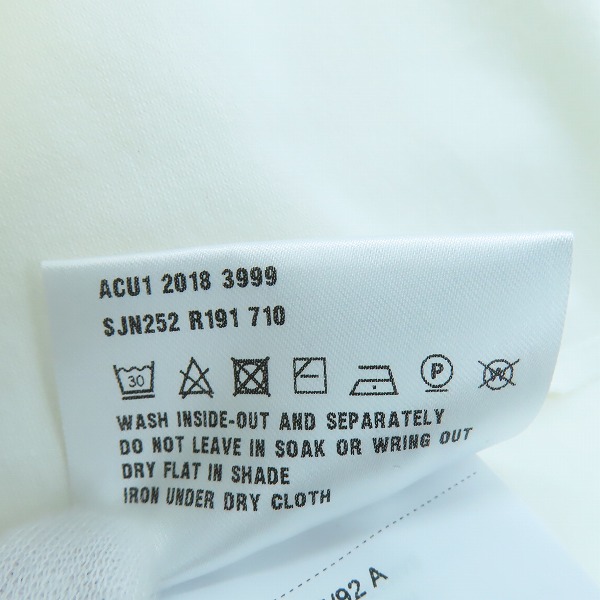 ACU1 2018 3999
SJN252 R191 710
30 P W
WASH INSIDE-OUT AND SEPARATELY
DO NOT LEAVE IN SOAK OR WRING OUT
DRY FLAT IN SHADE
IRON UNDER DRY CLOTH
/92 A